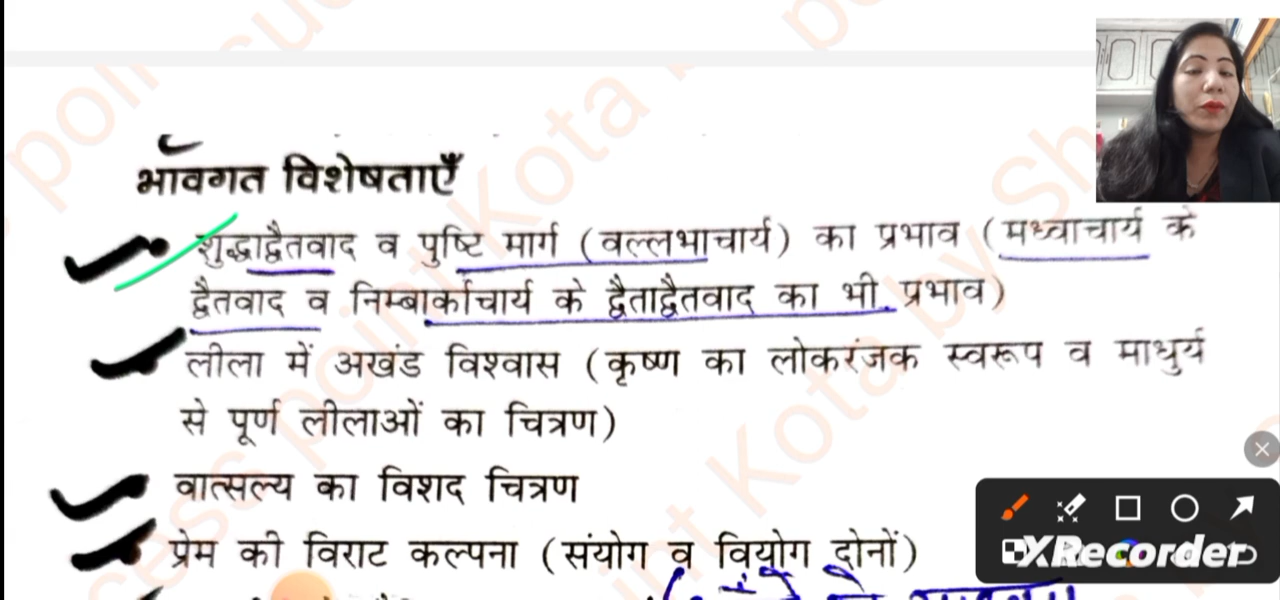 भावगत विशेषताएँ
शुद्धाद्वैतवाद व पुष्टि मार्ग (वल्लभाचार्य) का प्रभाव (मध्वाचार्य के
द्वैतवाद व निम्बार्काचार्य के द्वैताद्वैतवाद का भी प्रभाव)
लीला में अखंड विश्वास (कृष्ण का लोकरंजक स्वरूप व माधुर्य
से पूर्ण लीलाओं का चित्रण)
वात्सल्य का विशद चित्रण
प्रेम की विराट कल्पना (संयोग व वियोग दोनों)
XRecorder